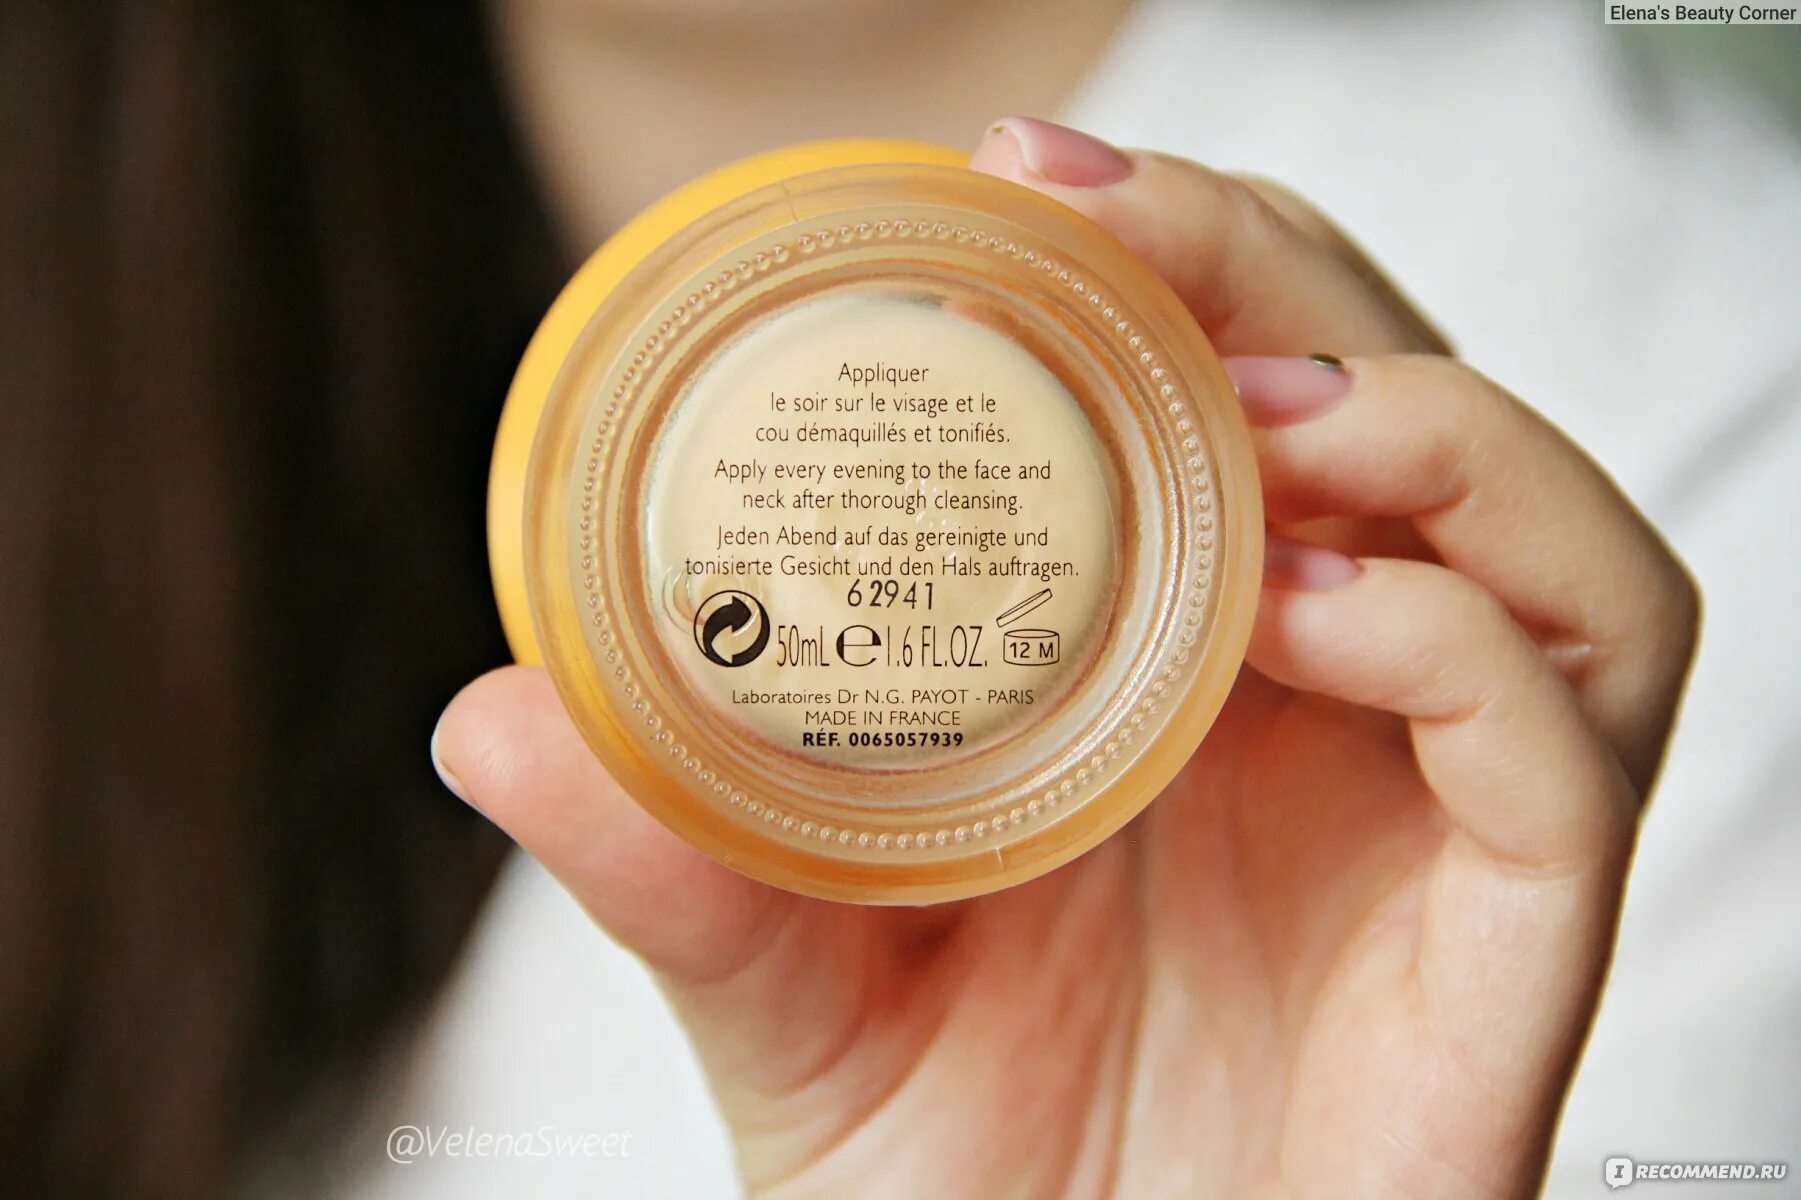 Elena's Beauty Corner
Appliquer
le soir sur le visage et le
cou démaquillés et tonifiés.
Apply every evening to the face and
neck after thorough cleansing.
Jeden Abend auf das gereinigte und
tonisierte Gesicht und den Hals auftragen.
62941
50mL e 1.6 FL.OZ. 12 M
Laboratoires Dr N.G. PAYOT - PARIS
MADE IN FRANCE
RÉF. 0065057939
@VelenaSweet
IRECOMMEND.RU